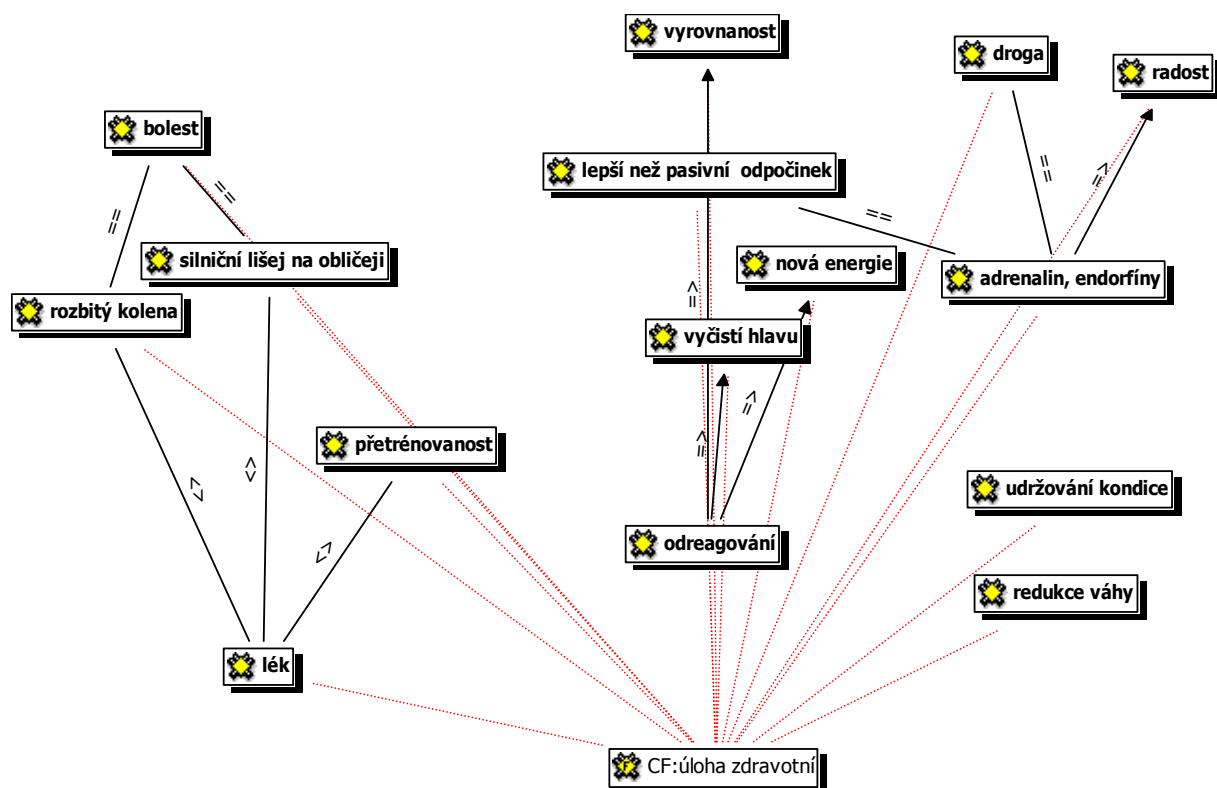 vyrovnanost
droga
radost
bolest
==
==
lepší než pasivní odpočinek
==
==
=>
silniční lišej na obličeji
nová energie
adrenalin, endorfíny
rozbitý kolena
=>
vyčistí hlavu
=>
=>
přetrénovanost
<>
<>
<>
udržování kondice
odreagování
redukce váhy
lék
CF:úloha zdravotní